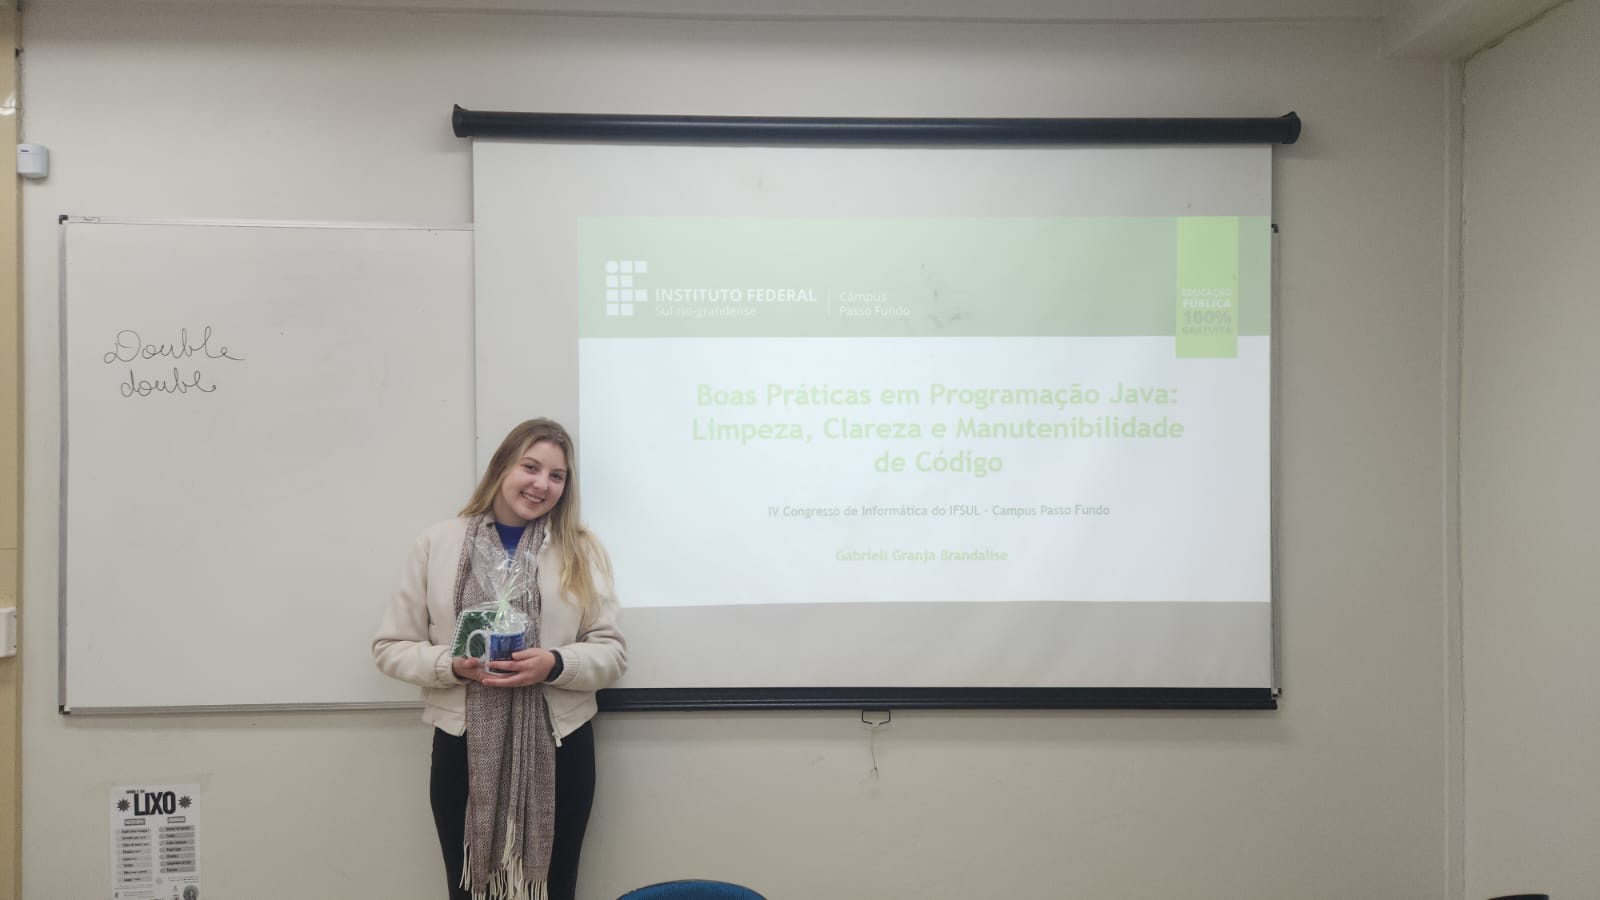 Double
double
INSTITUTO FEDERAL
Sul-rio-grandense
Câmpus
Passo Fundo
EDUCAÇÃO
PÚBLICA
100%
GRATUITA
Boas Práticas em Programação Java:
Limpeza, Clareza e Manutenibilidade
de Código
IV Congresso de Informática do IFSUL - Campus Passo Fundo
Gabrieli Granja Brandalise
LIXO